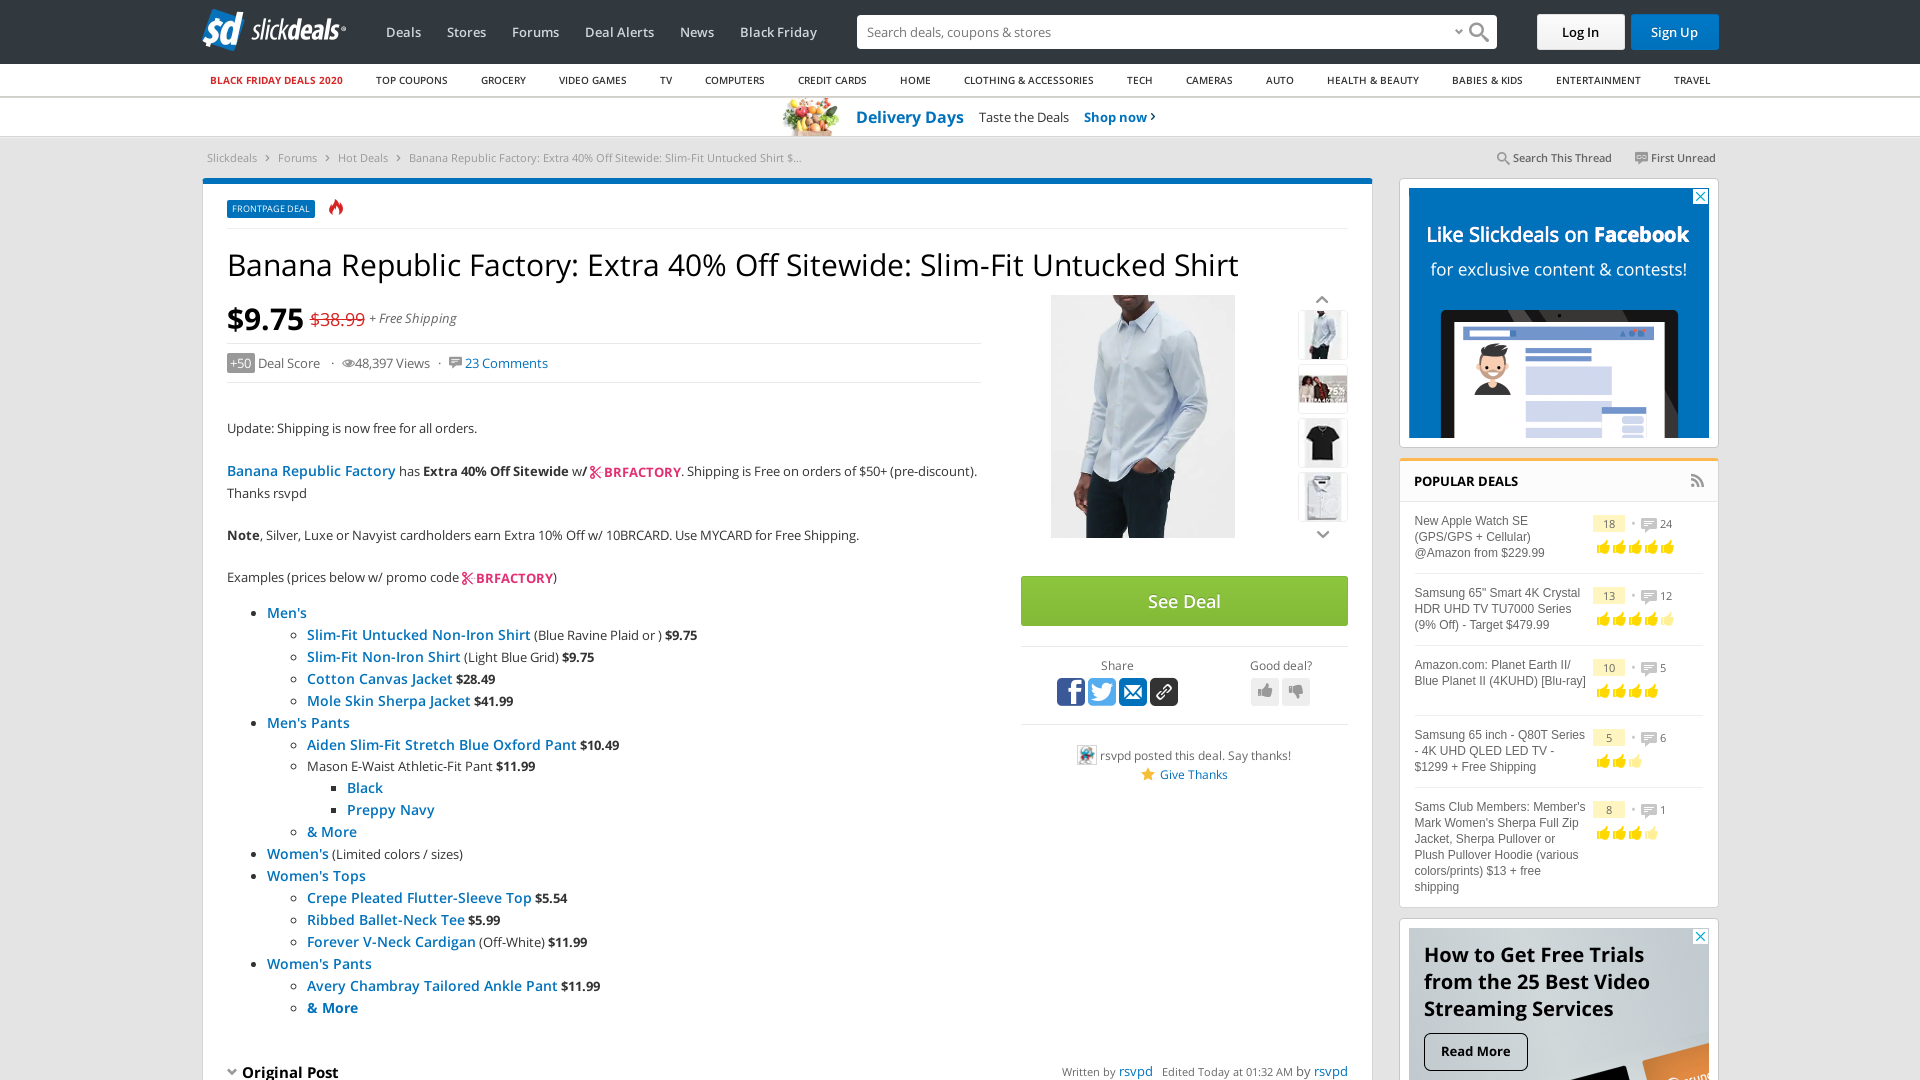 slickdeals
Deals Stores Forums Deal Alerts News Black Friday
Search deals, coupons & stores
Log In
Sign Up
BLACK FRIDAY DEALS 2020 TOP COUPONS GROCERY VIDEO GAMES TV COMPUTERS CREDIT CARDS HOME CLOTHING & ACCESSORIES TECH CAMERAS AUTO HEALTH & BEAUTY BABIES & KIDS ENTERTAINMENT TRAVEL
Delivery Days Taste the Deals Shop now
Slickdeals Forums Hot Deals Banana Republic Factory: Extra 40% Off Sitewide: Slim-Fit Untucked Shirt $...
Search This Thread First Unread
FRONTPAGE DEAL
Banana Republic Factory: Extra 40% Off Sitewide: Slim-Fit Untucked Shirt
$9.75 $38.99 + Free Shipping
+50 Deal Score · 48,397 Views · 23 Comments
Update: Shipping is now free for all orders.
Banana Republic Factory has Extra 40% Off Sitewide w/ BRFACTORY. Shipping is Free on orders of $50+ (pre-discount).
Thanks rsvpd
Note, Silver, Luxe or Navyist cardholders earn Extra 10% Off w/ 10BRCARD. Use MYCARD for Free Shipping.
Examples (prices below w/ promo code BRFACTORY)
Men's
Slim-Fit Untucked Non-Iron Shirt (Blue Ravine Plaid or ) $9.75
Slim-Fit Non-Iron Shirt (Light Blue Grid) $9.75
Cotton Canvas Jacket $28.49
Mole Skin Sherpa Jacket $41.99
Men's Pants
Aiden Slim-Fit Stretch Blue Oxford Pant $10.49
Mason E-Waist Athletic-Fit Pant $11.99
Black
Preppy Navy
& More
Women's (Limited colors / sizes)
Women's Tops
Crepe Pleated Flutter-Sleeve Top $5.54
Ribbed Ballet-Neck Tee $5.99
Forever V-Neck Cardigan (Off-White) $11.99
Women's Pants
Avery Chambray Tailored Ankle Pant $11.99
& More
Original Post
Written by rsvpd Edited Today at 01:32 AM by rsvpd
See Deal
Share Good deal?
rsvpd posted this deal. Say thanks!
Give Thanks
Like Slickdeals on Facebook
for exclusive content & contests!
POPULAR DEALS
New Apple Watch SE
(GPS/GPS + Cellular)
@Amazon from $229.99
18 • 24
Samsung 65" Smart 4K Crystal
HDR UHD TV TU7000 Series
(9% Off) - Target $479.99
13 • 12
Amazon.com: Planet Earth II/
Blue Planet II (4KUHD) [Blu-ray]
10 • 5
Samsung 65 inch - Q80T Series
- 4K UHD QLED LED TV -
$1299 + Free Shipping
5 • 6
Sams Club Members: Member's
Mark Women's Sherpa Full Zip
Jacket, Sherpa Pullover or
Plush Pullover Hoodie (various
colors/prints) $13 + free
shipping
8 • 1
How to Get Free Trials
from the 25 Best Video
Streaming Services
Read More